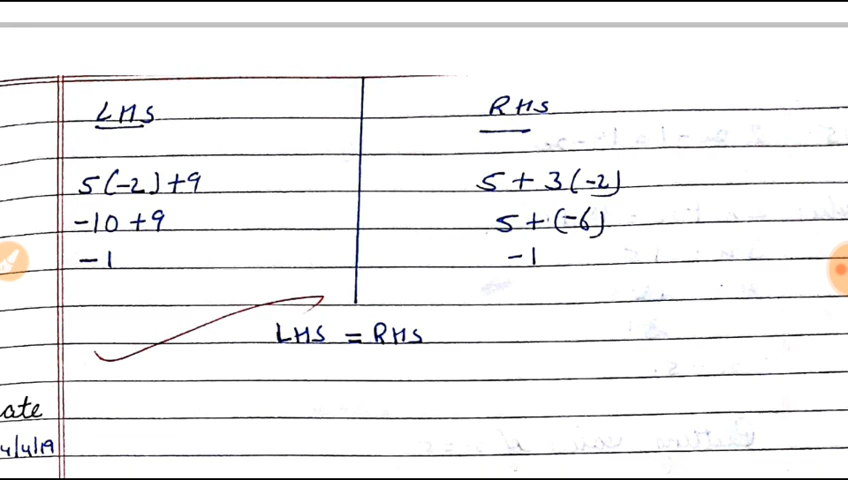 LHS RHS
5(-2)+9 5+3(-2)
-10+9 5+(-6)
-1 -1
LHS = RHS
ate
4/4/19